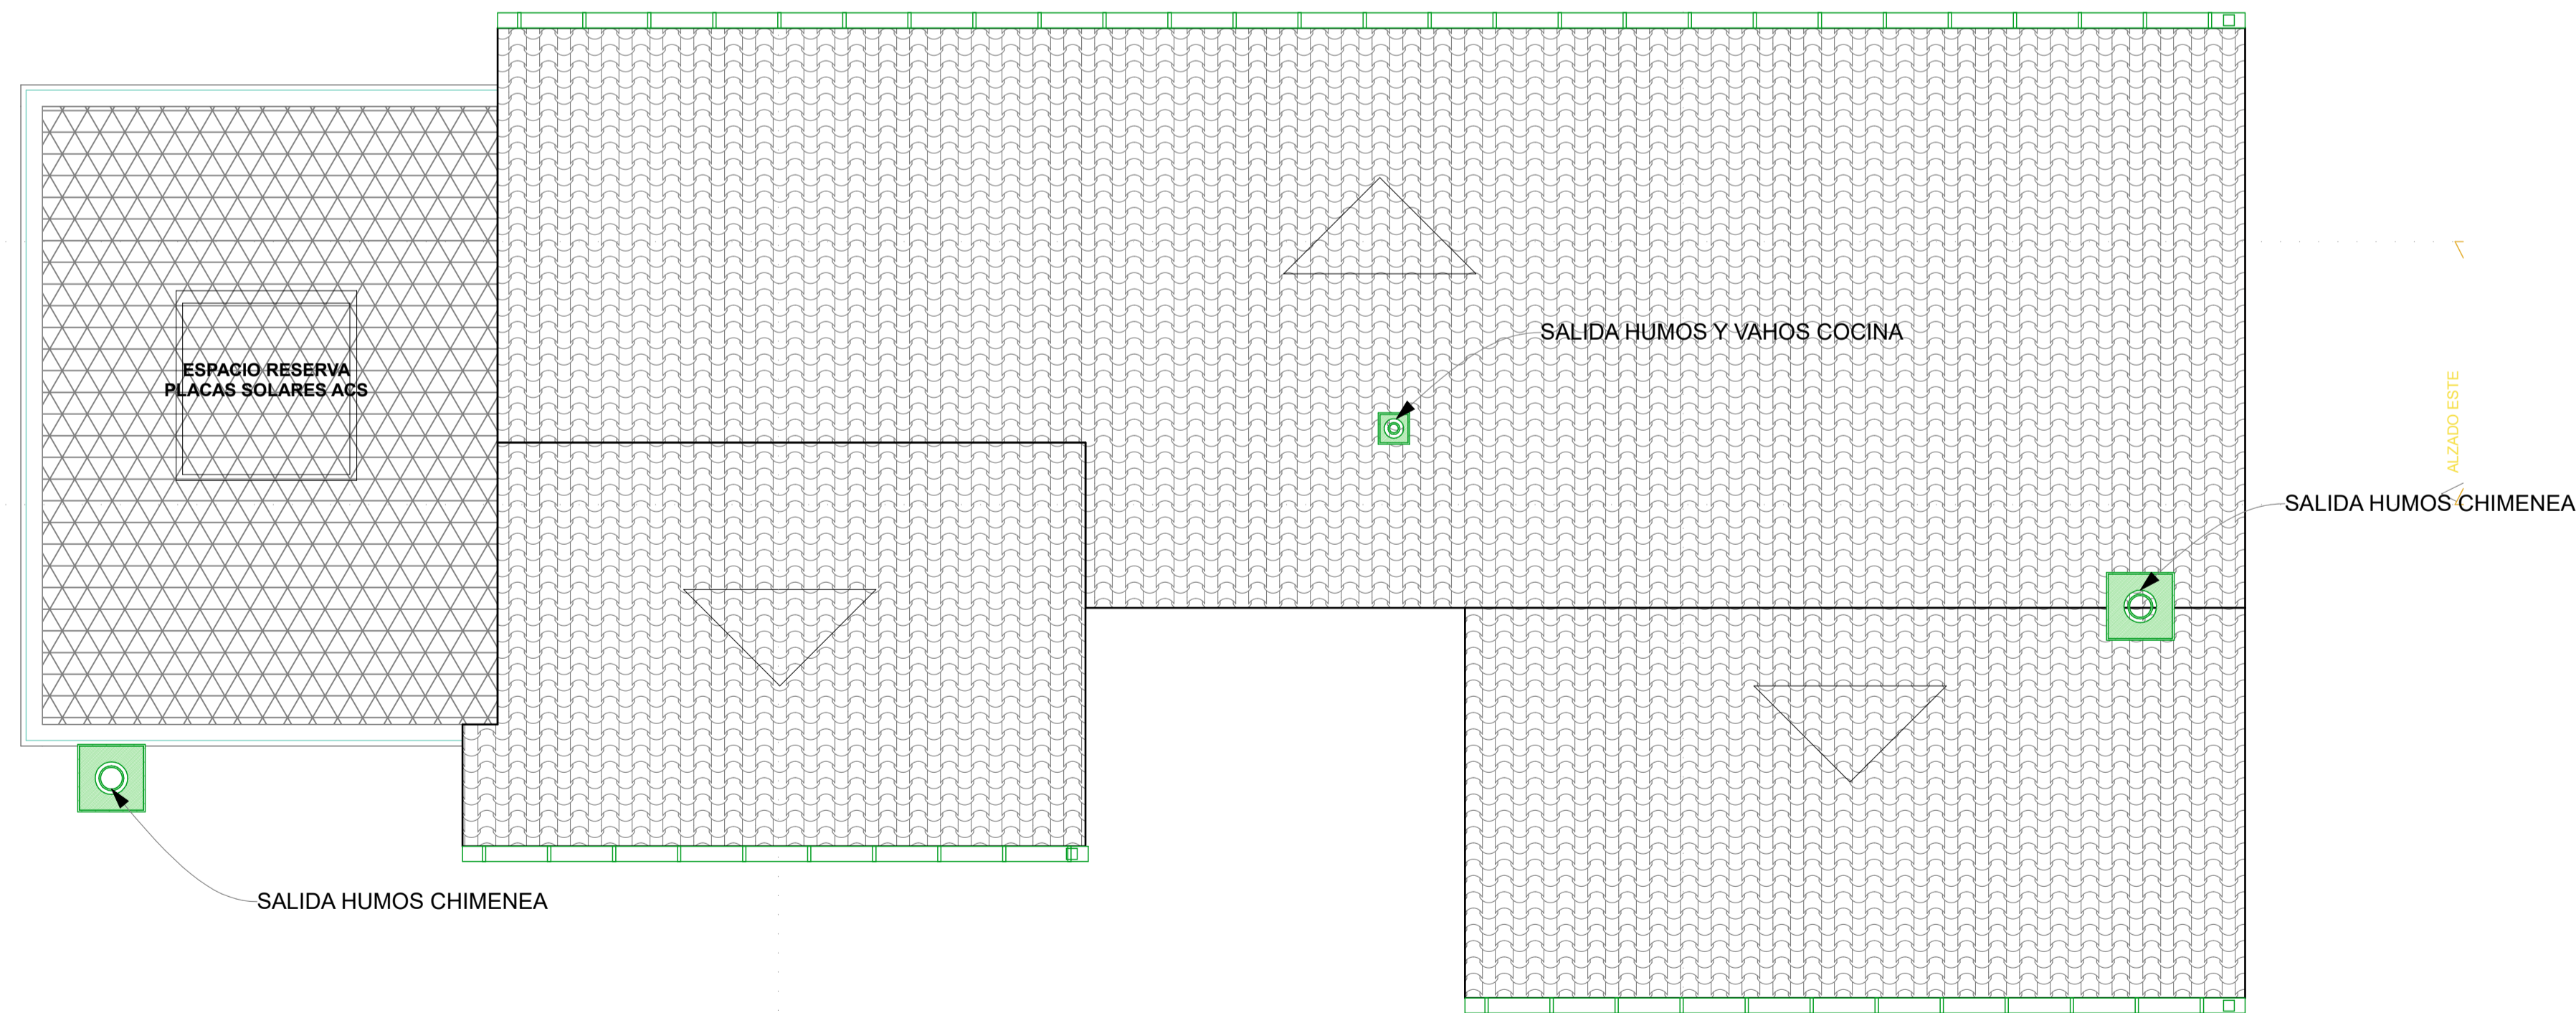 SALIDA HUMOS Y VAHOS COCINA
ESPACIO RESERVA
PLACAS SOLARES ACS
ALZADO ESTE
SALIDA HUMOS CHIMENEA
SALIDA HUMOS CHIMENEA